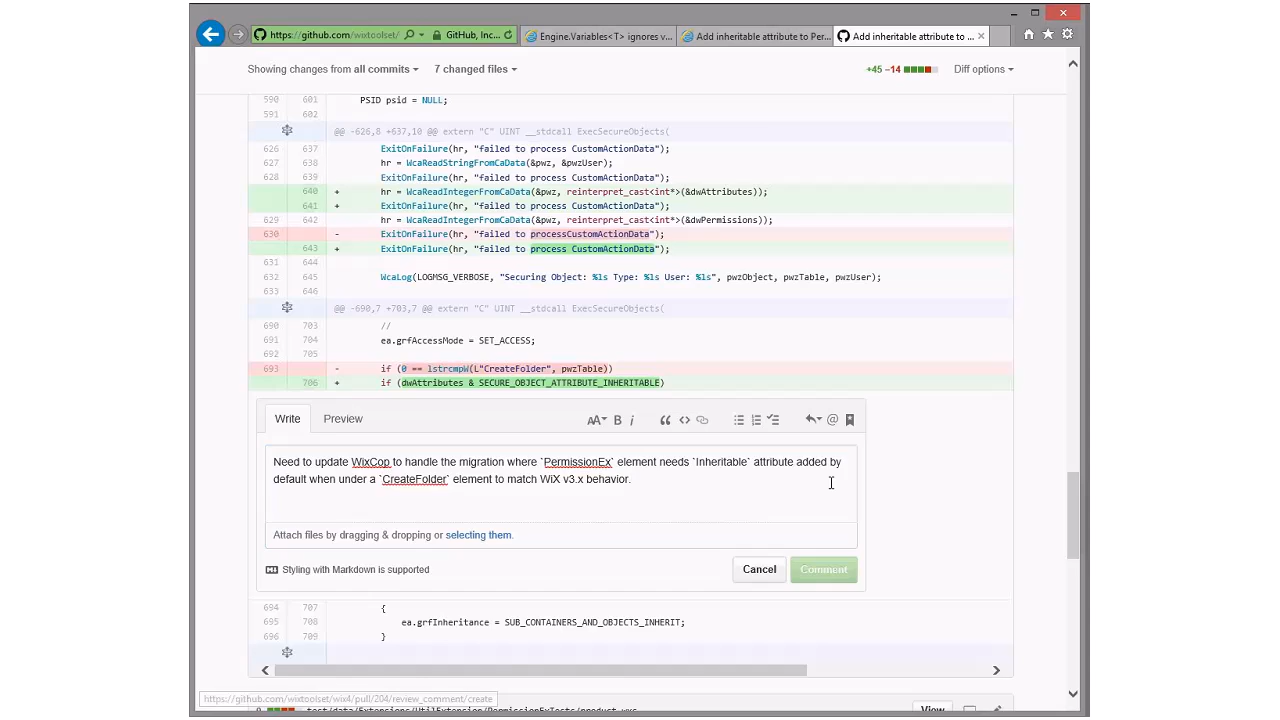 https://github.com/wixtoolset/
GitHub, Inc...
Engine.Variables<T> ignores v...
Add inheritable attribute to Per...
Add inheritable attribute to ...
Showing changes from all commits
7 changed files
+45 −14
Diff options
590 601 PSID psid = NULL;
591 602
@@ -626,8 +637,10 @@ extern "C" UINT __stdcall ExecSecureObjects(
626 637 ExitOnFailure(hr, "failed to process CustomActionData");
627 638 hr = WcaReadStringFromCaData(&pwz, &pwzUser);
628 639 ExitOnFailure(hr, "failed to process CustomActionData");
640 + hr = WcaReadIntegerFromCaData(&pwz, reinterpret_cast<int*>(&dwAttributes));
641 + ExitOnFailure(hr, "failed to process CustomActionData");
629 642 hr = WcaReadIntegerFromCaData(&pwz, reinterpret_cast<int*>(&dwPermissions));
630 - ExitOnFailure(hr, "failed to processCustomActionData");
643 + ExitOnFailure(hr, "failed to process CustomActionData");
631 644
632 645 WcaLog(LOGMSG_VERBOSE, "Securing Object: %ls Type: %ls User: %ls", pwzObject, pwzTable, pwzUser);
633 646
@@ -690,7 +703,7 @@ extern "C" UINT __stdcall ExecSecureObjects(
690 703 //
691 704 ea.grfAccessMode = SET_ACCESS;
692 705
693 - if (0 == lstrcmpW(L"CreateFolder", pwzTable))
706 + if (dwAttributes & SECURE_OBJECT_ATTRIBUTE_INHERITABLE)
Write
Preview
Need to update WixCop to handle the migration where `PermissionEx` element needs `Inheritable` attribute added by
default when under a `CreateFolder` element to match WiX v3.x behavior.
Attach files by dragging & dropping or selecting them.
Styling with Markdown is supported
Cancel
Comment
694 707 {
695 708 ea.grfInheritance = SUB_CONTAINERS_AND_OBJECTS_INHERIT;
696 709 }
https://github.com/wixtoolset/wix4/pull/204/review_comment/create
9 test/data/Extensions/UtilExtension/PermissionExTests/product.wxs
View